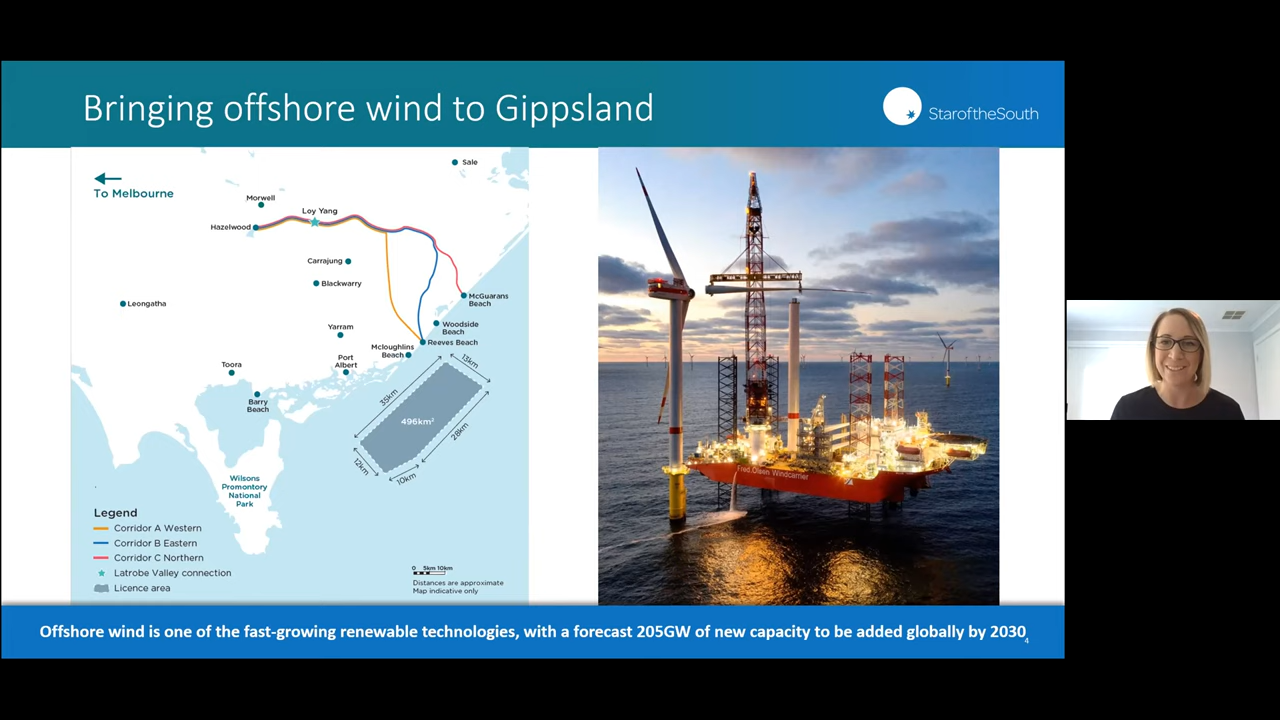 Bringing offshore wind to Gippsland
StaroftheSouth
Sale
To Melbourne
Morwell
Loy Yang
Hazelwood
Carrajung
Blackwarry
Leongatha
McGuarans
Beach
Woodside
Beach
Yarram
Reeves Beach
Mcloughlins
Beach
Port
Albert
Toora
Barry
Beach
13km
35km
496km²
28km
12km
10km
Wilsons
Promontory
National
Park
Legend
Corridor A Western
Corridor B Eastern
Corridor C Northern
Latrobe Valley connection
Licence area
0 5km 10km
Distances are approximate
Map indicative only
Fred. Olsen Windcarrier
Offshore wind is one of the fast-growing renewable technologies, with a forecast 205GW of new capacity to be added globally by 2030
4